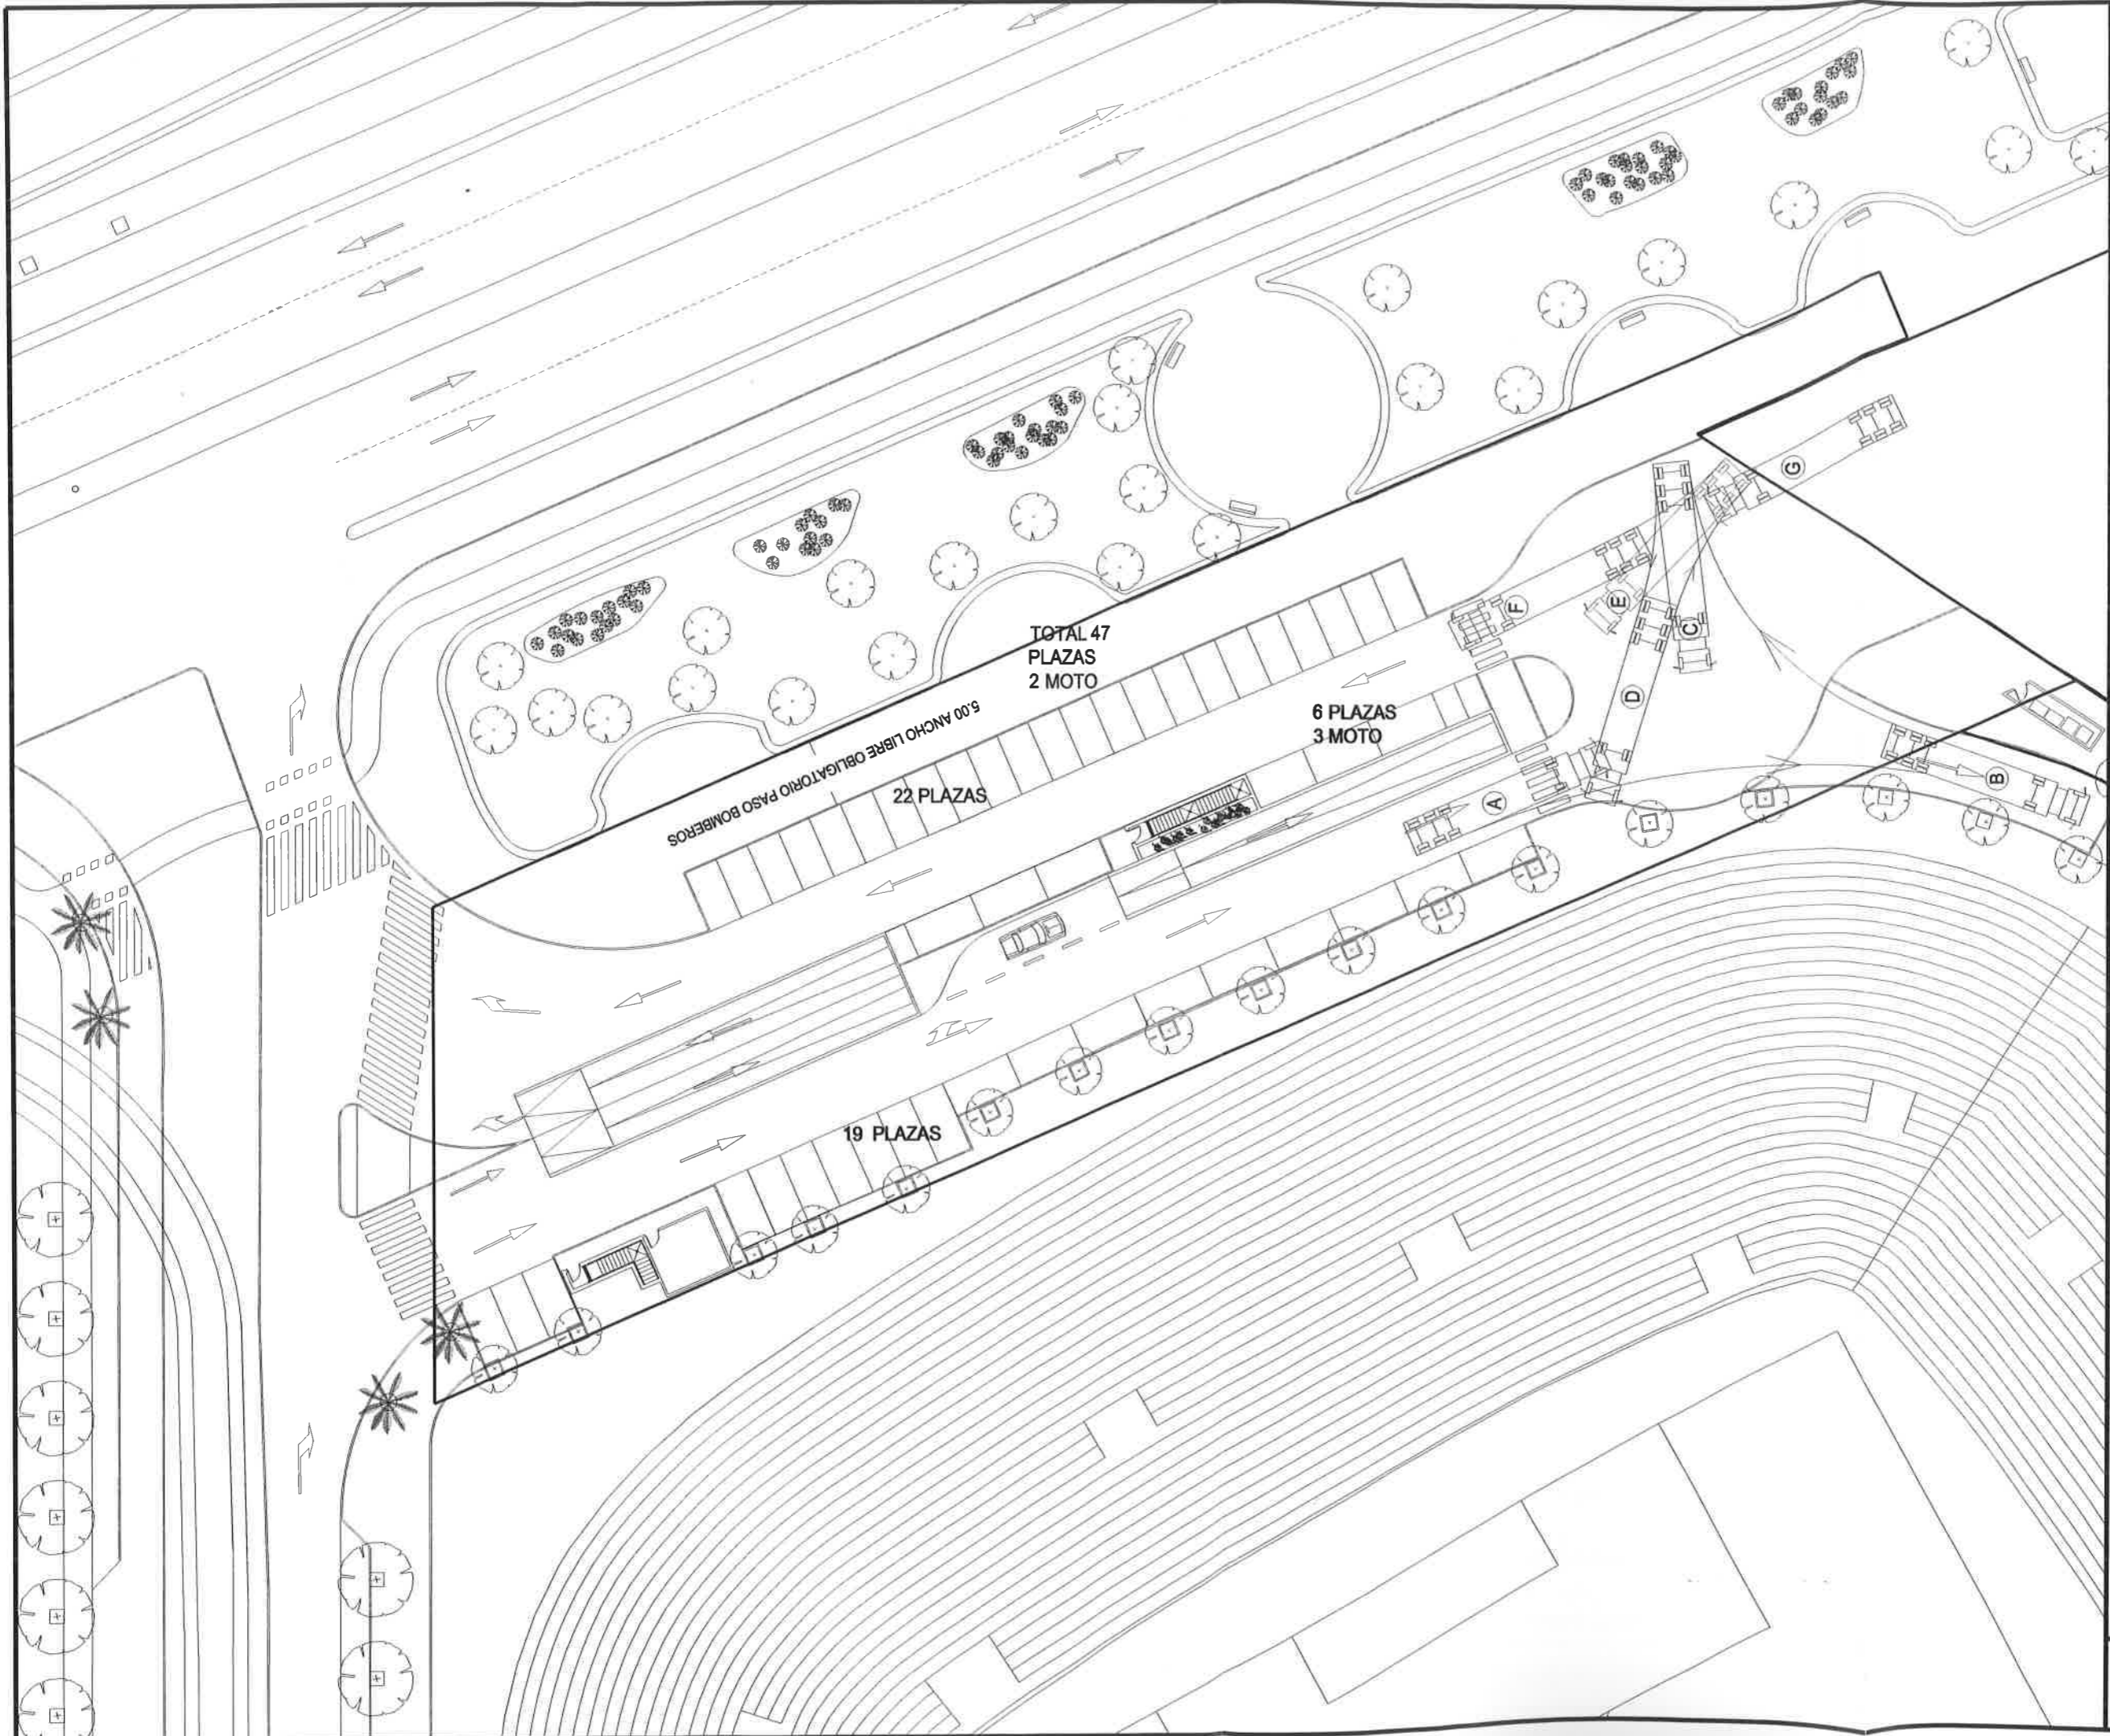 TOTAL 47
PLAZAS
2 MOTO
5.00 ANCHO LIBRE OBLIGATORIO PASO BOMBEROS
6 PLAZAS
3 MOTO
22 PLAZAS
19 PLAZAS
G
F
E
C
D
A
B